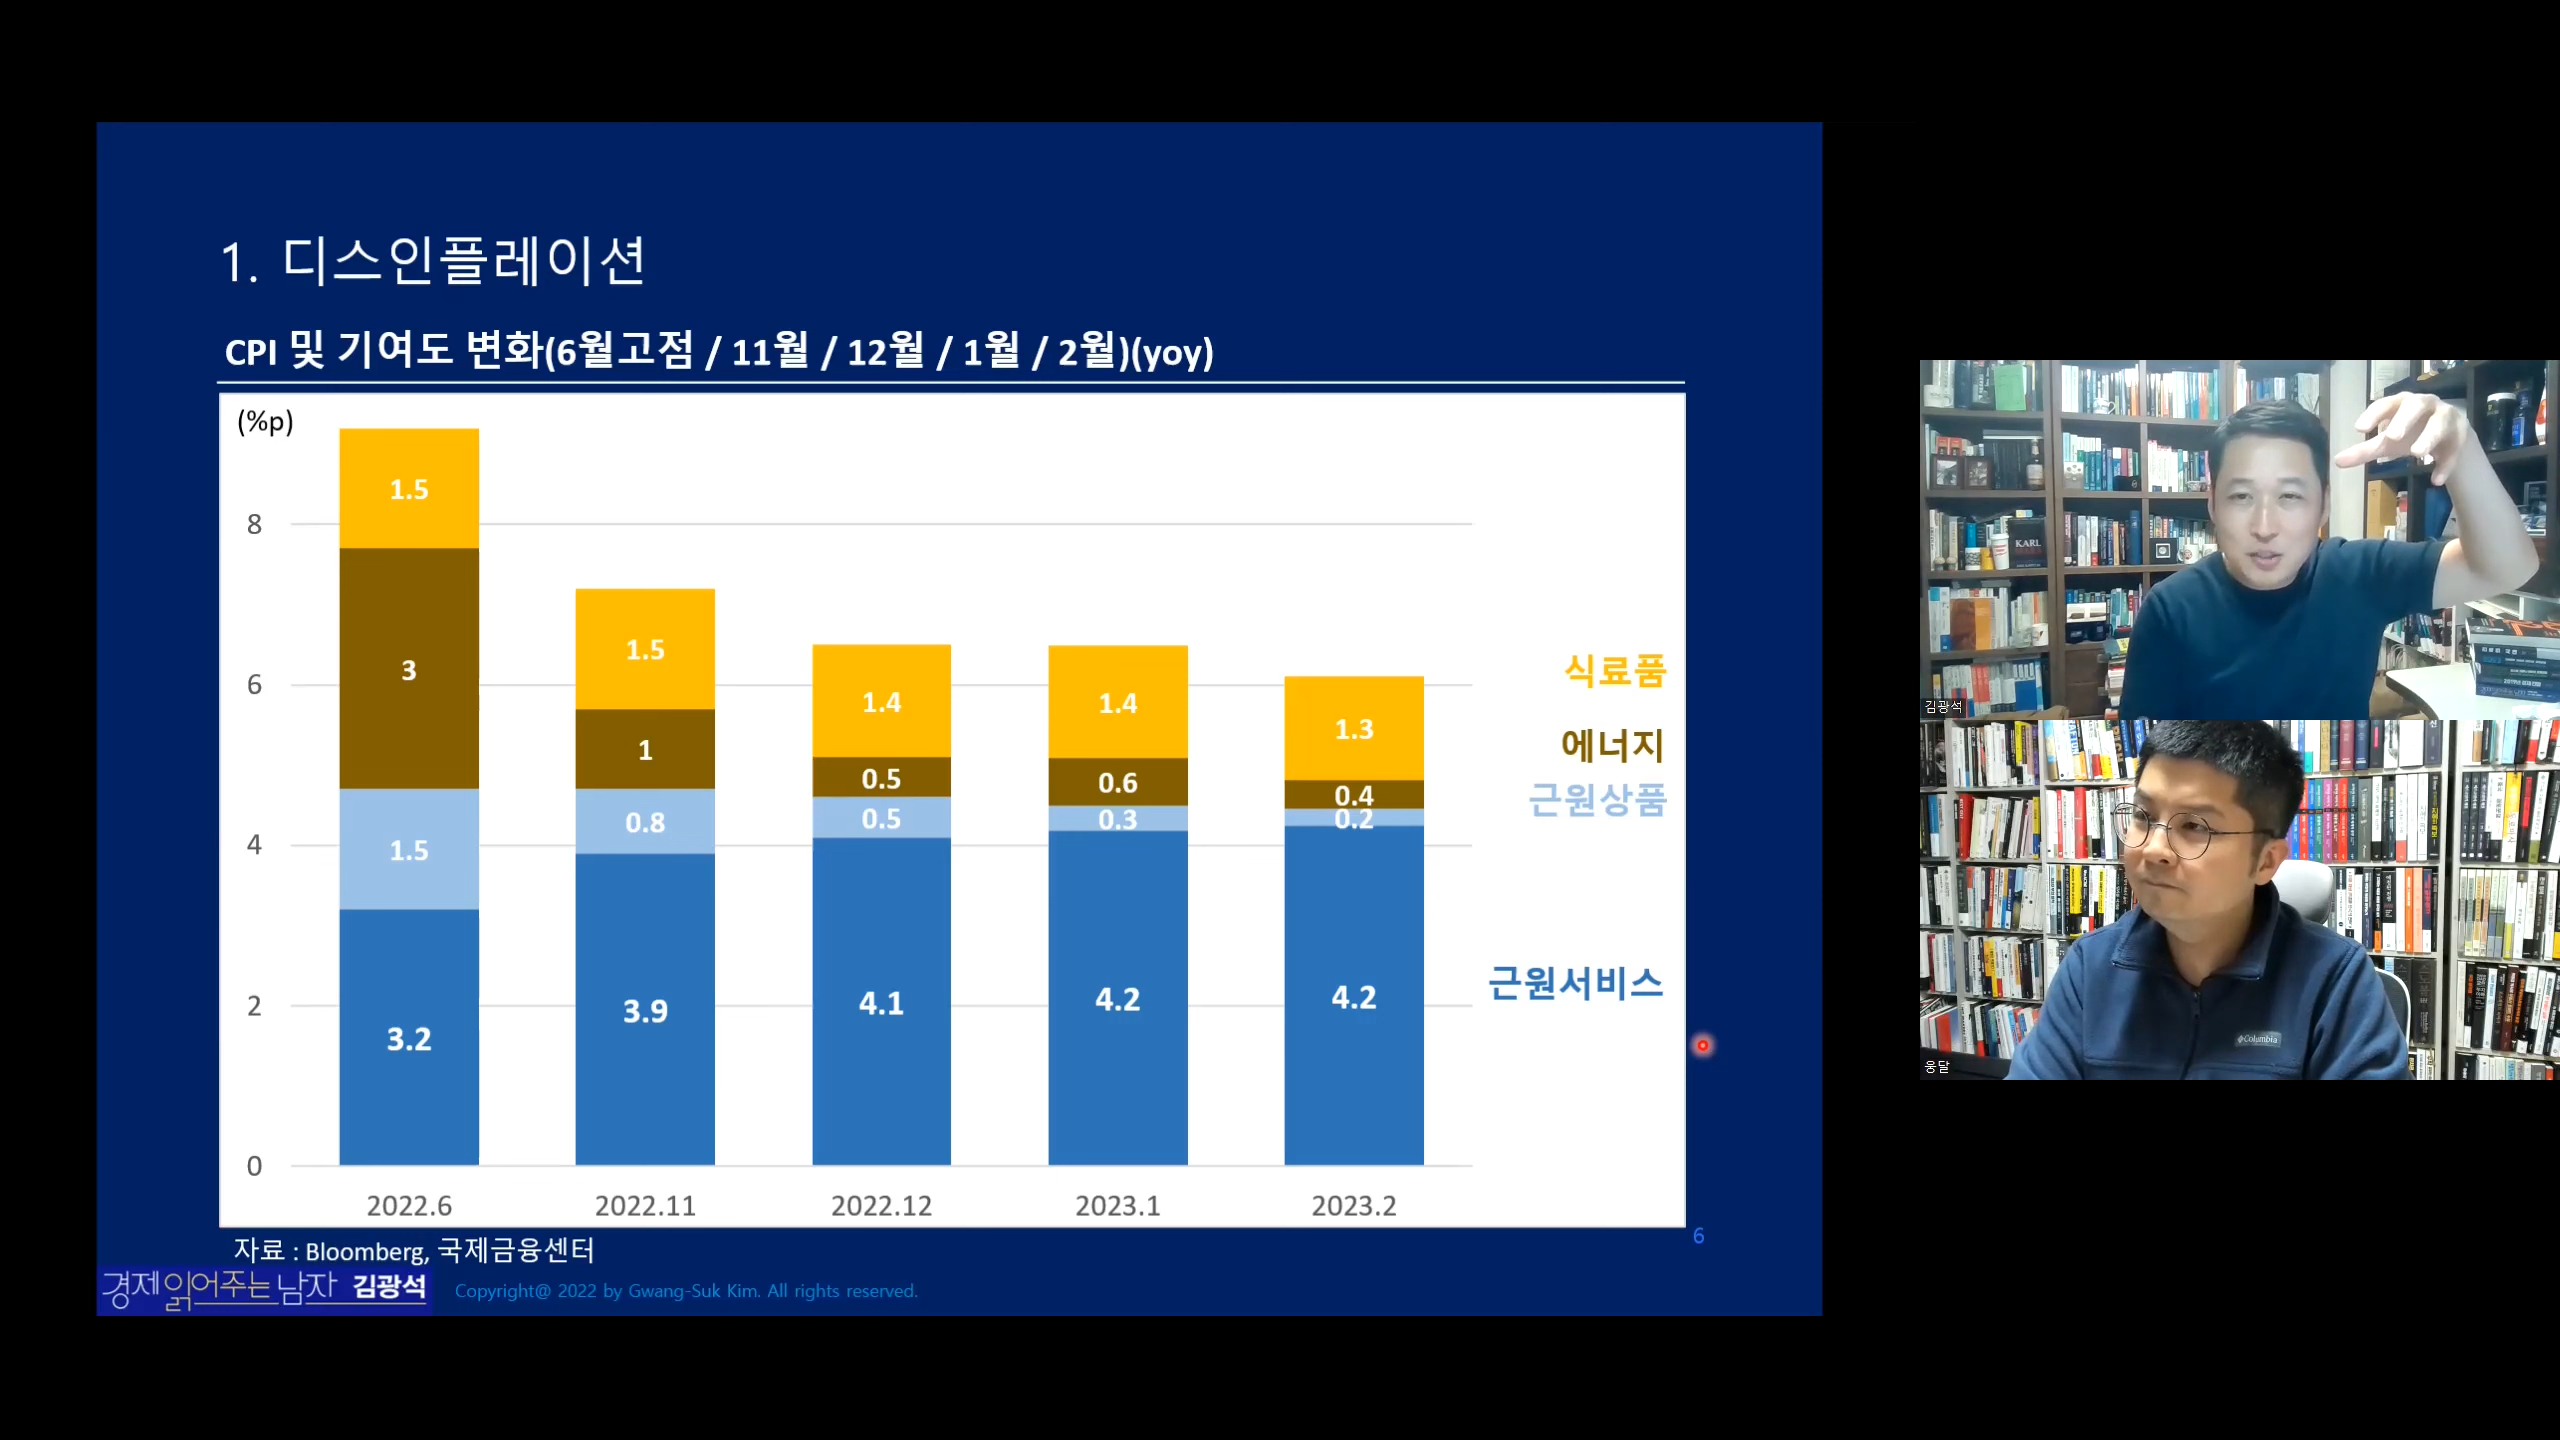 1. 디스인플레이션
CPI 및 기여도 변화(6월고점 / 11월 / 12월 / 1월 / 2월)(yoy)
(%p)
8
6
4
2
0
1.5
3
1.5
3.2
1.5
1
0.8
3.9
1.4
0.5
0.5
4.1
1.4
0.6
0.3
4.2
1.3
0.4
0.2
4.2
식료품
에너지
근원상품
근원서비스
2022.6
2022.11
2022.12
2023.1
2023.2
자료 : Bloomberg, 국제금융센터
6
경제 읽어주는 남자 김광석
Copyright@ 2022 by Gwang-Suk Kim. All rights reserved.
KARL
김광석
Columbia
웅달